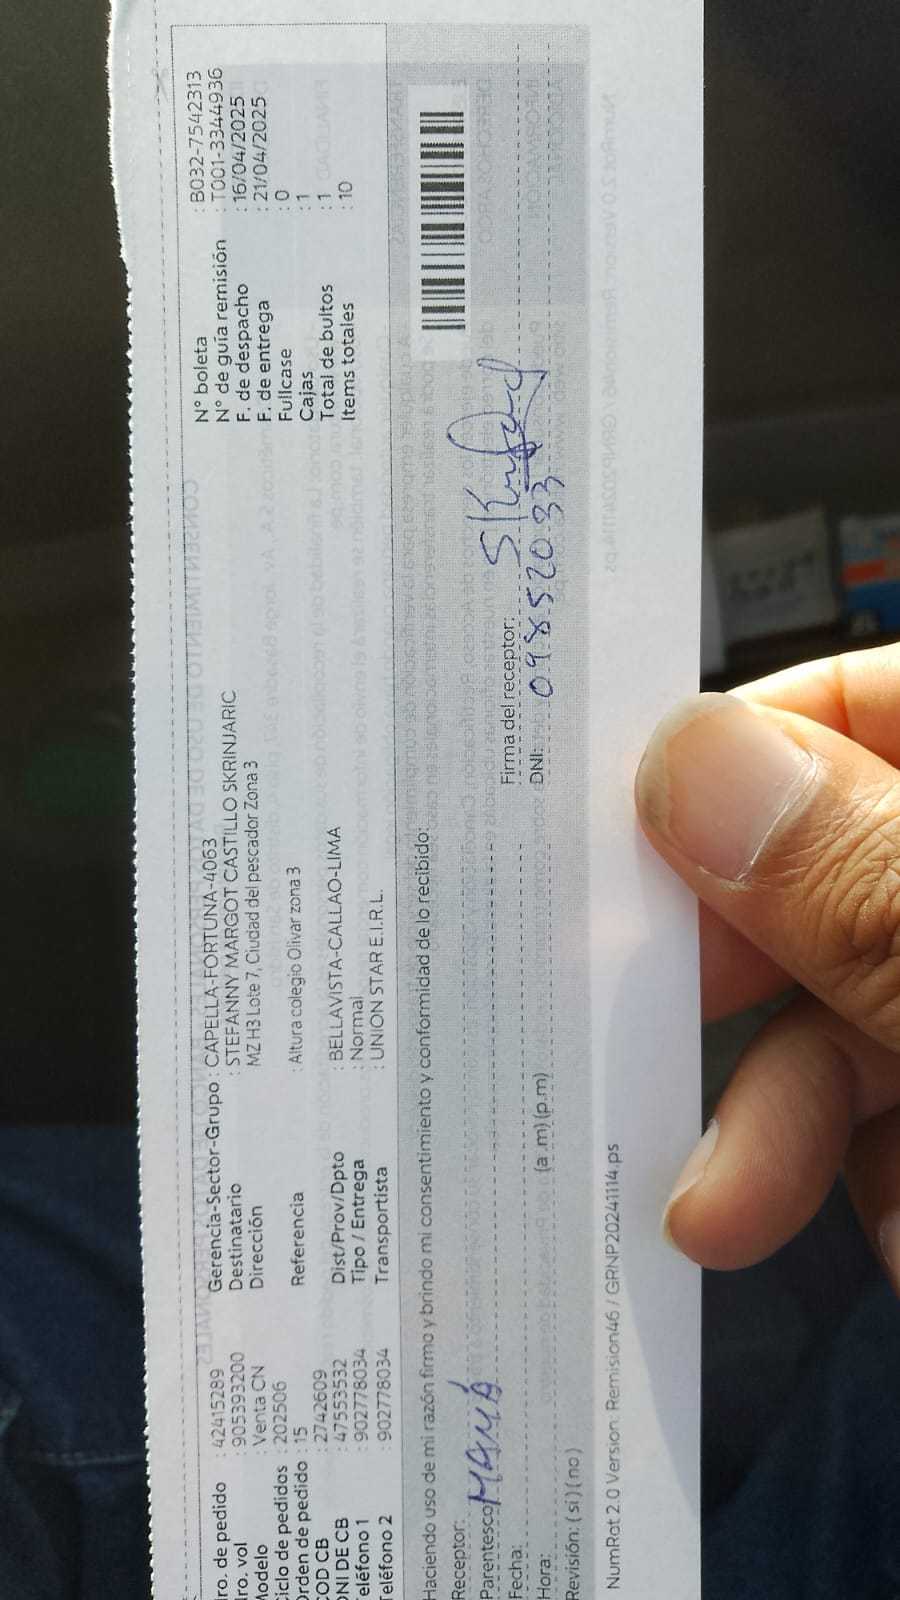 Nro. de pedido : 42415289
Nro. vol : 905393200
Modelo : Venta CN
Ciclo de pedidos : 202506
Orden de pedido : 15
COD CB : 2742609
DNI DE CB : 47553532
Teléfono 1 : 902778034
Teléfono 2 : 902778034
Gerencia-Sector-Grupo : CAPELLA-FORTUNA-4063
Destinatario : STEFANNY MARGOT CASTILLO SKRINJARIC
Dirección MZ H3 Lote 7, Ciudad del pescador Zona 3
Referencia : Altura colegio Olivar zona 3
Dist/Prov/Dpto : BELLAVISTA-CALLAO-LIMA
Tipo / Entrega : Normal
Transportista : UNION STAR E.I.R.L.
N° boleta : B032-7542313
N° de guía remisión : T001-3344936
F. de despacho : 16/04/2025
F. de entrega : 21/04/2025
Fullcase : 0
Cajas : 1
Total de bultos : 1
Items totales : 10
Haciendo uso de mi razón firmo y brindo mi consentimiento y conformidad de lo recibido:
Receptor:
Parentesco MAMÁ
Fecha:
Hora: (a .m) (p.m)
Revisión: ( si ) ( no )
Firma del receptor:
DNI: 09852033
NumRot 2.0 Version: Remision46 / GRNP20241114.ps